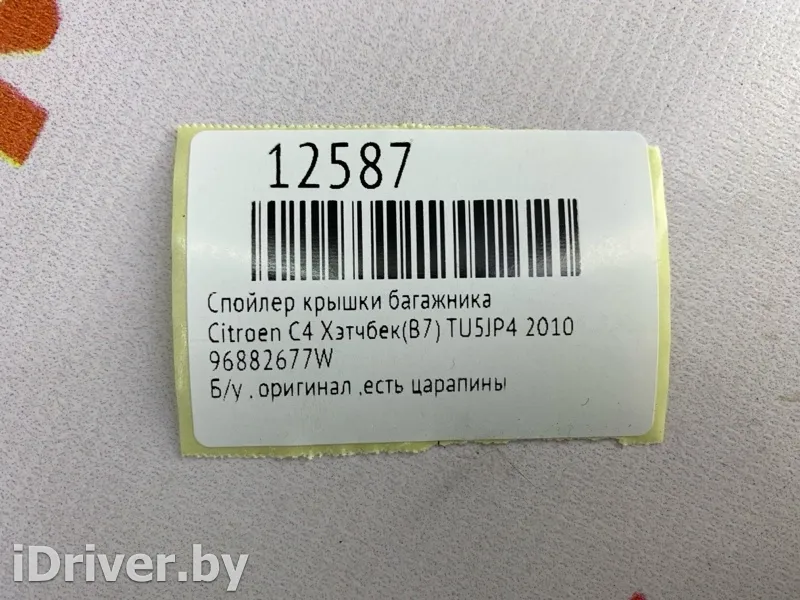 12587
Спойлер крышки багажника
Citroen C4 Хэтчбек(B7) TU5JP4 2010
96882677W
Б/у , оригинал ,есть царапины
iDriver.by